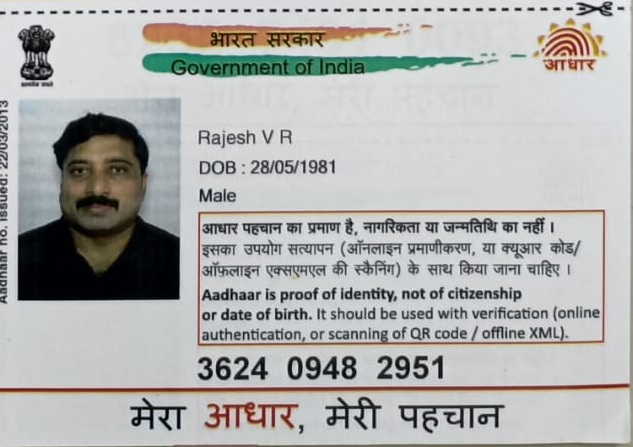 भारत सरकार
Government of India
आधार
Aadhaar no. issued: 22/03/2013
Rajesh V R
DOB : 28/05/1981
Male
आधार पहचान का प्रमाण है, नागरिकता या जन्मतिथि का नहीं ।
इसका उपयोग सत्यापन (ऑनलाइन प्रमाणीकरण, या क्यूआर कोड/
ऑफ़लाइन एक्सएमएल की स्कैनिंग) के साथ किया जाना चाहिए ।
Aadhaar is proof of identity, not of citizenship
or date of birth. It should be used with verification (online
authentication, or scanning of QR code / offline XML).
3624 0948 2951
मेरा आधार, मेरी पहचान